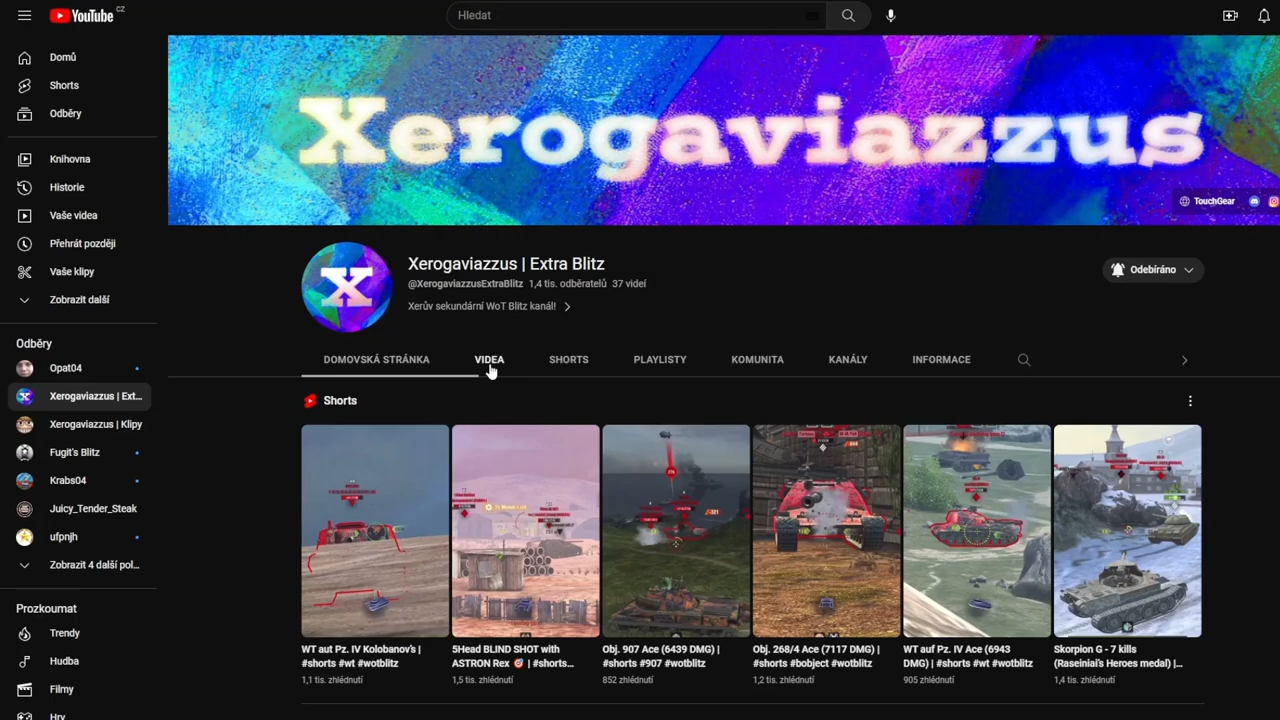 YouTube CZ
Hledat
Domů
Shorts
Odběry
Knihovna
Historie
Vaše videa
Přehrát později
Vaše klipy
Zobrazit další
Odběry
Opat04
Xerogaviazzus | Ext...
Xerogaviazzus | Klipy
Fugit's Blitz
Krabs04
Juicy_Tender_Steak
ufpnjh
Zobrazit 4 další pol...
Prozkoumat
Trendy
Hudba
Filmy
Hry
Xerogaviazzus
TouchGear
X
Xerogaviazzus | Extra Blitz
@XerogaviazzusExtraBlitz 1,4 tis. odběratelů 37 videí
Xerův sekundární WoT Blitz kanál!
Odebíráno
DOMOVSKÁ STRÁNKA VIDEA SHORTS PLAYLISTY KOMUNITA KANÁLY INFORMACE
Shorts
WT aut Pz. IV Kolobanov's |
#shorts #wt #wotblitz
1,1 tis. zhlédnutí
5Head BLIND SHOT with
ASTRON Rex 🎯 | #shorts...
1,5 tis. zhlédnutí
Obj. 907 Ace (6439 DMG) |
#shorts #907 #wotblitz
852 zhlédnutí
Obj. 268/4 Ace (7117 DMG) |
#shorts #bobject #wotblitz
1,2 tis. zhlédnutí
WT auf Pz. IV Ace (6943
DMG) | #shorts #wt #wotblitz
905 zhlédnutí
Skorpion G - 7 kills
(Raseiniai's Heroes medal) |...
1,4 tis. zhlédnutí